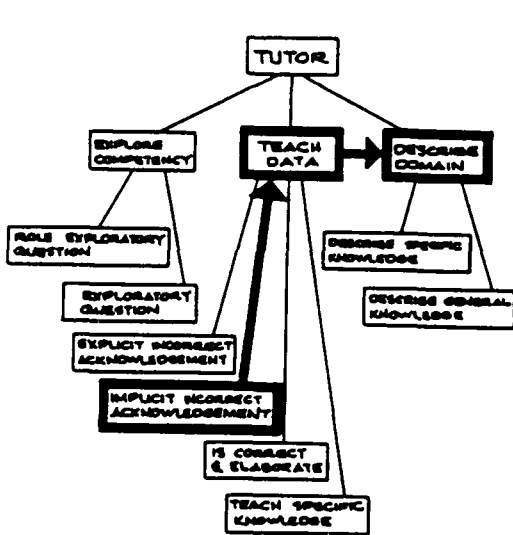 TUTOR
EXPLORE
COMPETENCY
TEACH
DATA
DESCRIBE
DOMAIN
ROLE EXPLORATORY
QUESTION
DESCRIBE SPECIFIC
KNOWLEDGE
EXPLORATORY
QUESTION
DESCRIBE GENERAL
KNOWLEDGE
EXPLICIT INCORRECT
ACKNOWLEDGEMENT
IMPLICIT INCORRECT
ACKNOWLEDGEMENT
IS CORRECT
& ELABORATE
TEACH SPECIFIC
KNOWLEDGE